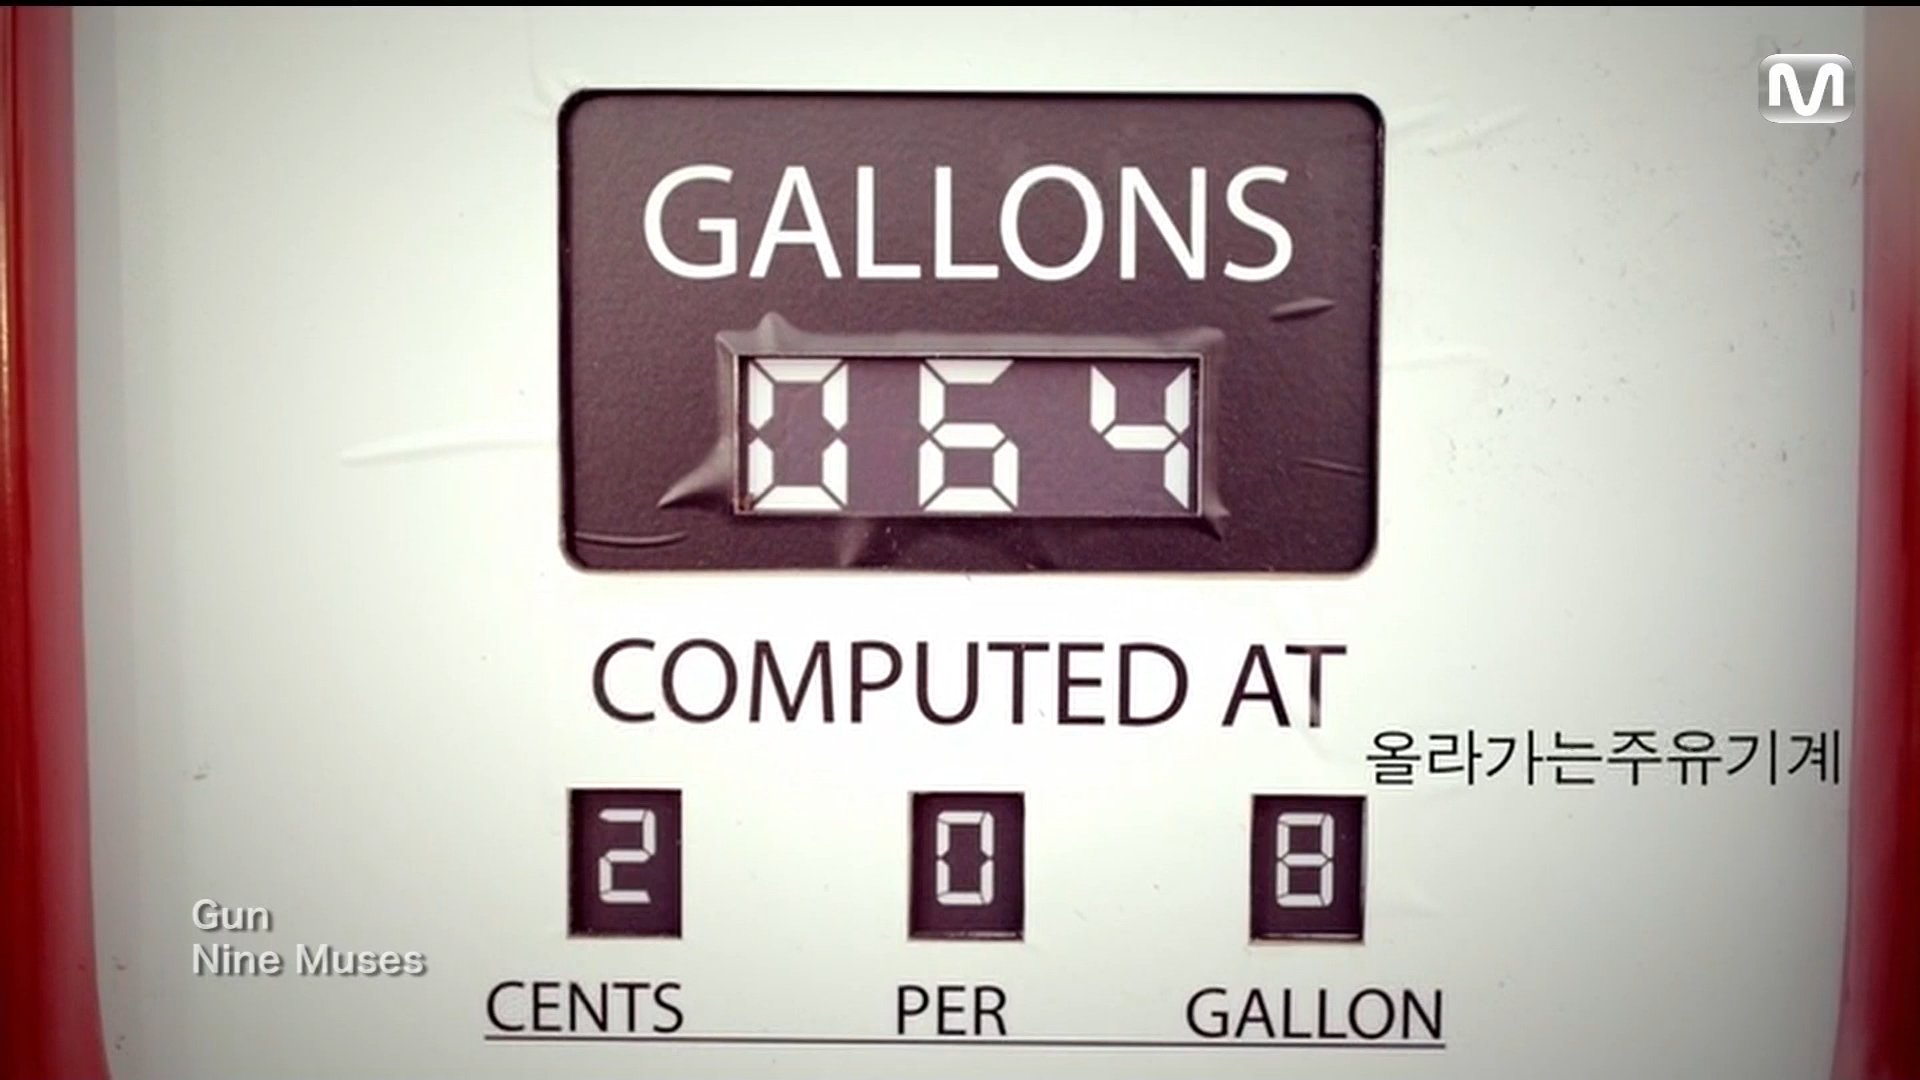 M
GALLONS
064
COMPUTED AT
올라가는주유기계
2 0 8
Gun
Nine Muses
CENTS PER GALLON